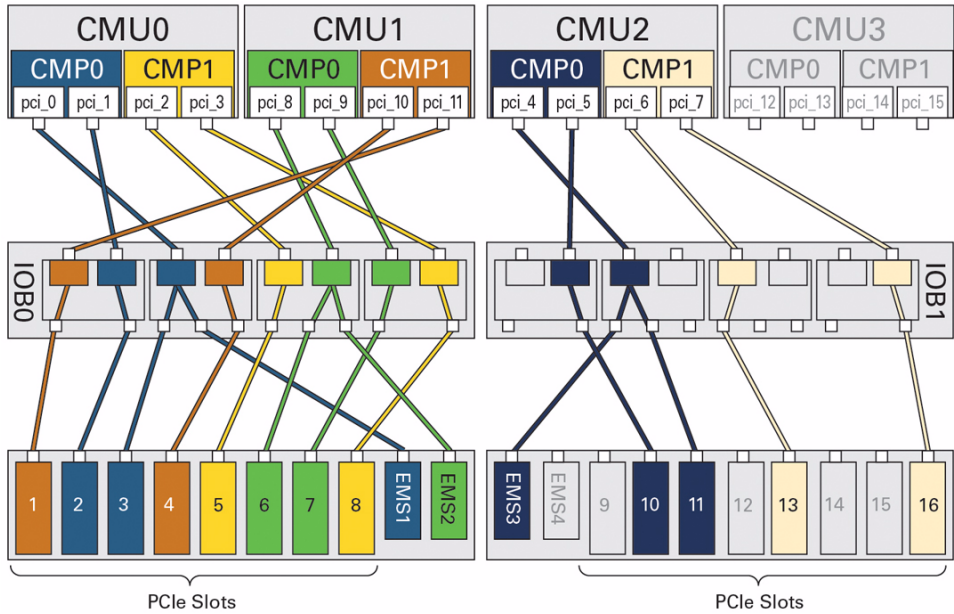 CMU0 CMU1 CMU2 CMU3
CMP0 CMP1 CMP0 CMP1 CMP0 CMP1 CMP0 CMP1
pci_0 pci_1 pci_2 pci_3 pci_8 pci_9 pci_10 pci_11 pci_4 pci_5 pci_6 pci_7 pci_12 pci_13 pci_14 pci_15
IOB0 IOB1
1 2 3 4 5 6 7 8 EMS1 EMS2 EMS3 EMS4 9 10 11 12 13 14 15 16
PCIe Slots PCIe Slots